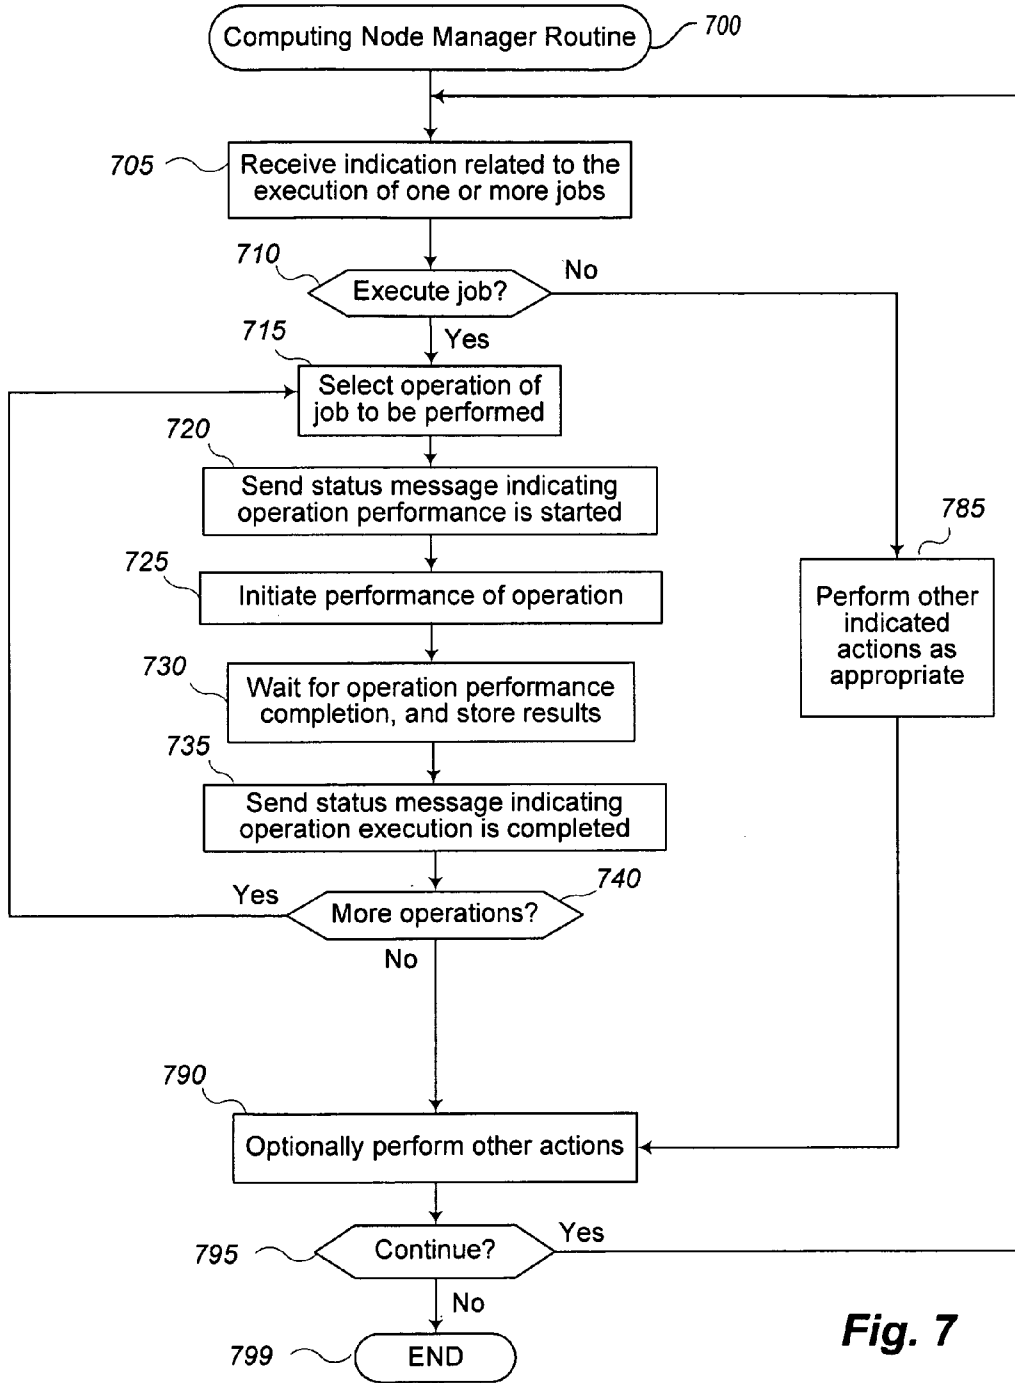 Computing Node Manager Routine
700
705
Receive indication related to the
execution of one or more jobs
710
Execute job?
No
Yes
715
Select operation of
job to be performed
720
Send status message indicating
operation performance is started
725
Initiate performance of operation
785
Perform other
indicated
actions as
appropriate
730
Wait for operation performance
completion, and store results
735
Send status message indicating
operation execution is completed
740
Yes
More operations?
No
790
Optionally perform other actions
795
Continue?
Yes
No
799
END
Fig. 7